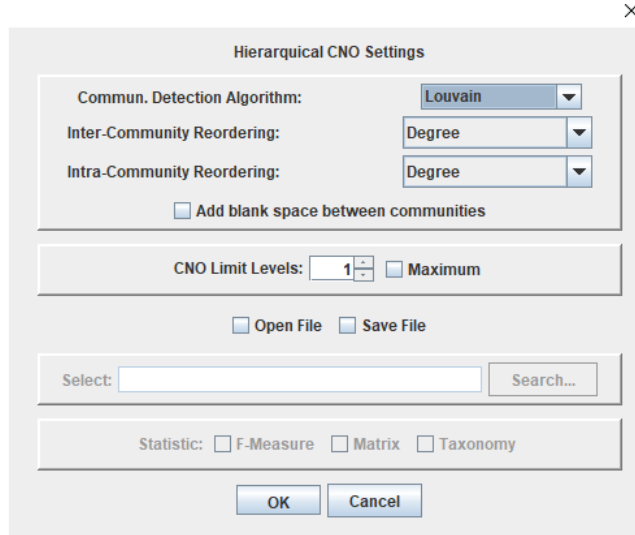 Hierarquical CNO Settings
Commun. Detection Algorithm: Louvain
Inter-Community Reordering: Degree
Intra-Community Reordering: Degree
Add blank space between communities
CNO Limit Levels: 1 Maximum
Open File Save File
Select: Search...
Statistic: F-Measure Matrix Taxonomy
OK Cancel